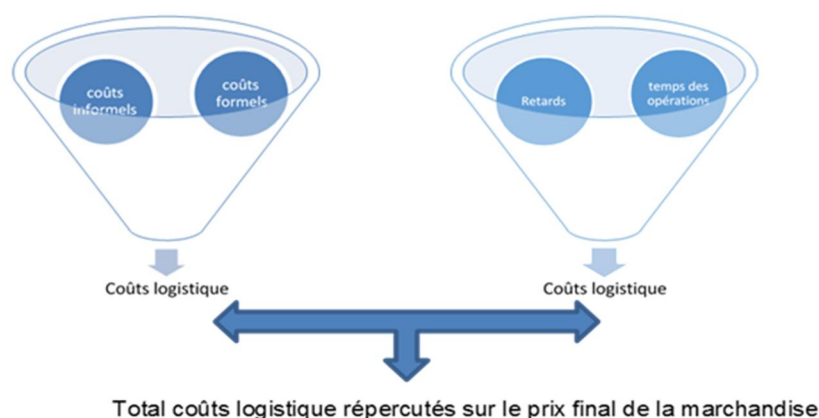 coûts
informels
coûts
formels
Retards
temps des
opérations
Coûts logistique
Coûts logistique
Total coûts logistique répercutés sur le prix final de la marchandise